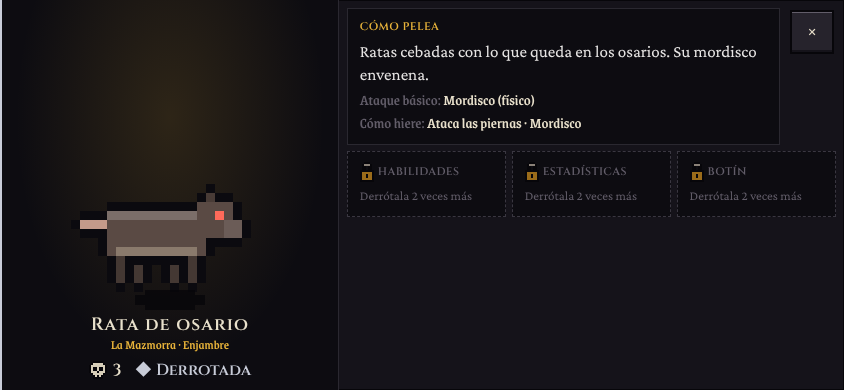 CÓMO PELEA
×
Ratas cebadas con lo que queda en los osarios. Su mordisco
envenena.
Ataque básico: Mordisco (físico)
Cómo hiere: Ataca las piernas · Mordisco
HABILIDADES
Derrótala 2 veces más
ESTADÍSTICAS
Derrótala 2 veces más
BOTÍN
Derrótala 2 veces más
RATA DE OSARIO
La Mazmorra · Enjambre
3 DERROTADA